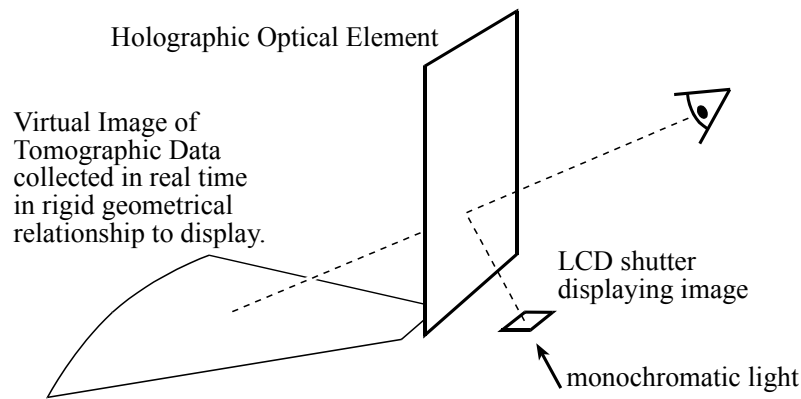 Holographic Optical Element
Virtual Image of
Tomographic Data
collected in real time
in rigid geometrical
relationship to display.
LCD shutter
displaying image
monochromatic light